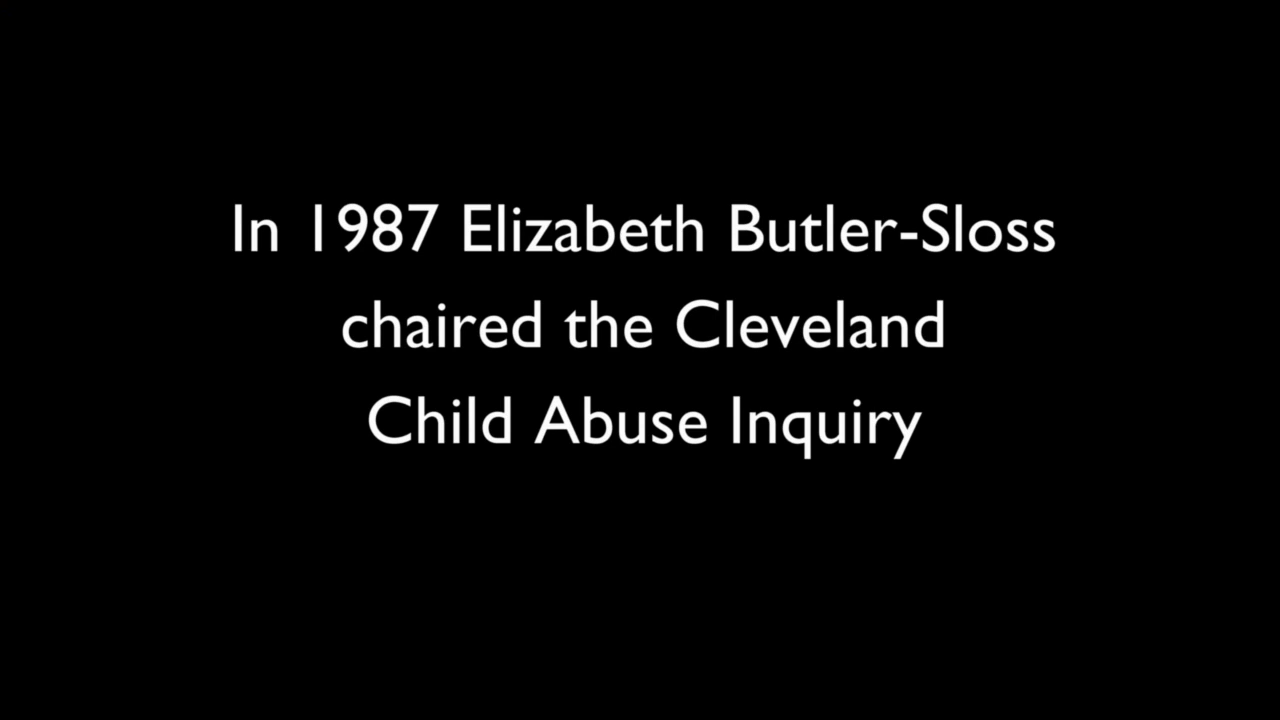 In 1987 Elizabeth Butler-Sloss
chaired the Cleveland
Child Abuse Inquiry